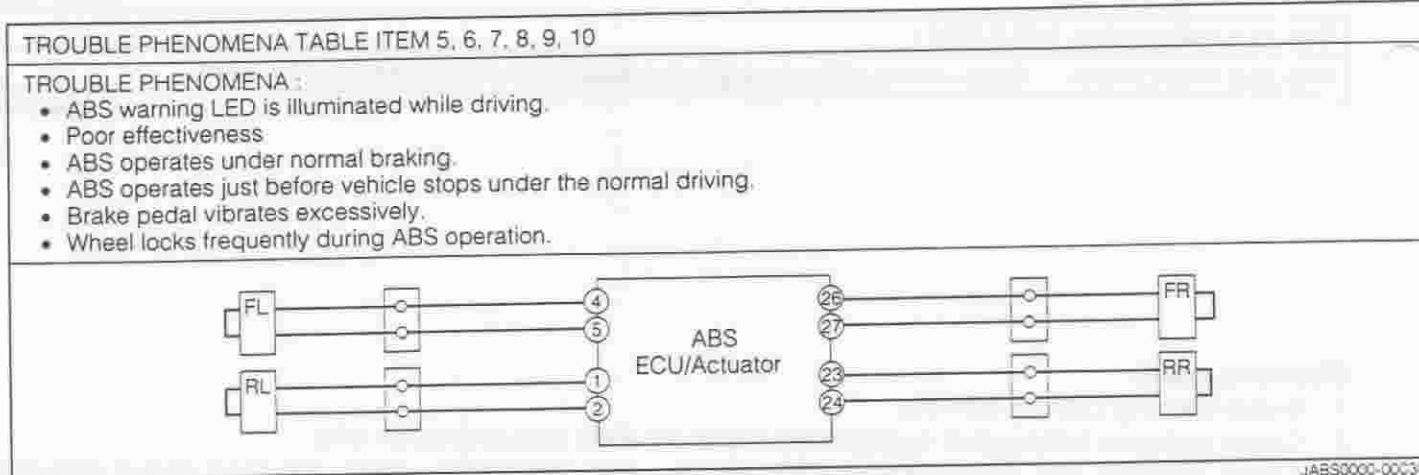 TROUBLE PHENOMENA TABLE ITEM 5, 6, 7, 8, 9, 10
TROUBLE PHENOMENA :
• ABS warning LED is illuminated while driving.
• Poor effectiveness
• ABS operates under normal braking.
• ABS operates just before vehicle stops under the normal driving.
• Brake pedal vibrates excessively.
• Wheel locks frequently during ABS operation.
FL 4 26 FR
5 27
ABS
ECU/Actuator
RL 1 23 RR
2 24
JABS0000-0003